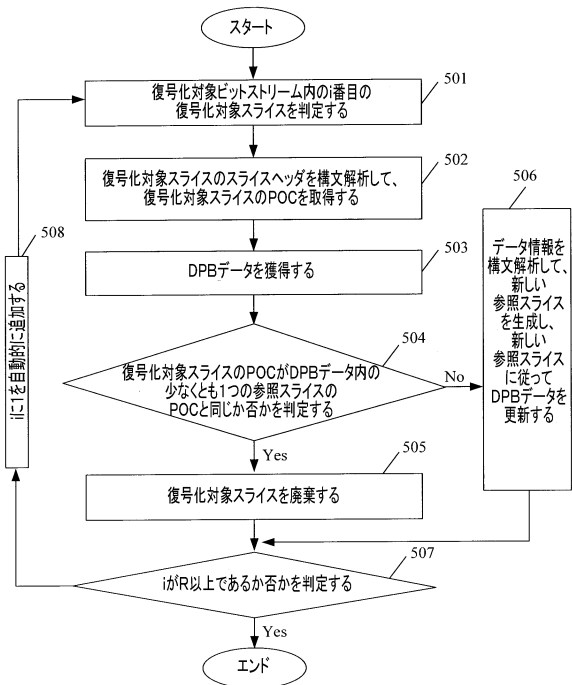 スタート
復号化対象ビットストリーム内のi番目の
復号化対象スライスを判定する
501
復号化対象スライスのスライスヘッダを構文解析して、
復号化対象スライスのPOCを取得する
502
DPBデータを獲得する
503
復号化対象スライスのPOCがDPBデータ内の
少なくとも1つの参照スライスの
POCと同じか否かを判定する
504
No
Yes
復号化対象スライスを廃棄する
505
506
データ情報を
構文解析して、
新しい
参照スライス
を生成し、
新しい
参照スライス
に従って
DPBデータを
更新する
iがR以上であるか否かを判定する
507
Yes
508
iに1を自動的に追加する
エンド